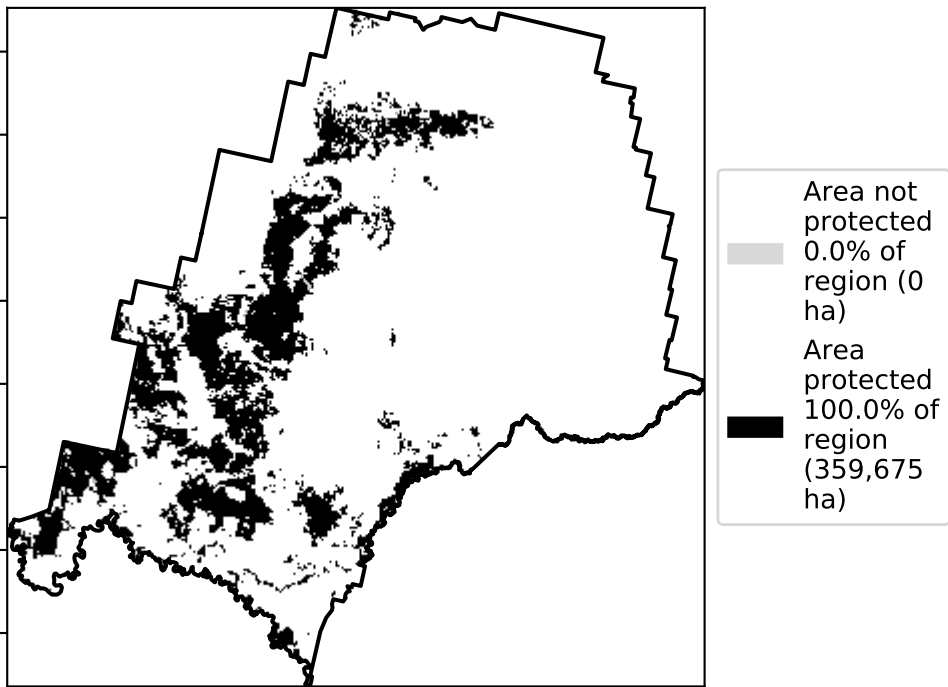 Area not
protected
0.0% of
region (0
ha)
Area
protected
100.0% of
region
(359,675
ha)